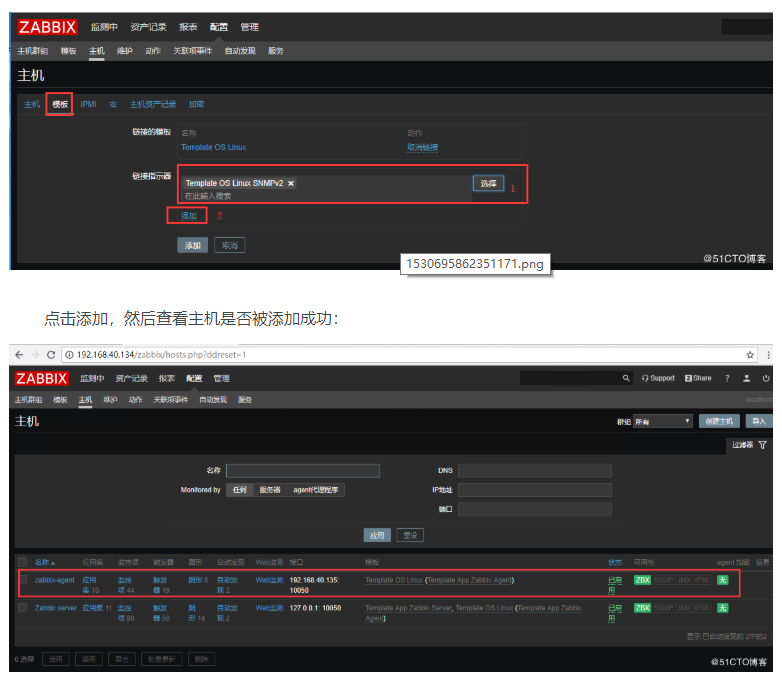 ZABBIX 监测中 资产记录 报表 配置 管理
主机群组 模板 主机 维护 动作 关联项事件 自动发现 服务
主机
主机 模板 IPMI 宏 主机资产记录 加密
链接的模板 名称 动作
Template OS Linux 取消链接
链接指示器 Template OS Linux SNMPv2 ✖ 选择 1
在此输入搜索
添加 2
添加 取消
1530695862351171.png
@51CTO博客
点击添加，然后查看主机是否被添加成功：
192.168.40.134/zabbix/hosts.php?ddreset=1
ZABBIX 监测中 资产记录 报表 配置 管理 Support Share ?
主机群组 模板 主机 维护 动作 关联项事件 自动发现 服务 localhost
主机 群组 所有 创建主机 导入
过滤器
名称 DNS
Monitored by 任何 服务器 agent代理程序 IP地址
端口
应用 重设
名称 应用集 监控项 触发器 图形 自动发现 Web监测 接口 模板 状态 可用性 agent 加密 信息
zabbix-agent 应用 监控 触发 图形 8 自动发 Web监测 192.168.40.135: Template OS Linux (Template App Zabbix Agent) 已启 ZBX SNMP JMX IPMI 无
集 10 项 44 器 19 现 2 10050 用
Zabbix server 应用集 11 监控 触发 图 自动发 Web监测 127.0.0.1: 10050 Template App Zabbix Server, Template OS Linux (Template App Zabbix 已启 ZBX SNMP JMX IPMI 无
项 80 器 50 形 14 现 2 Agent) 用
显示 已自动发现的 2中的2
0 选择 启用 禁用 导出 批量更新 删除
@51CTO博客